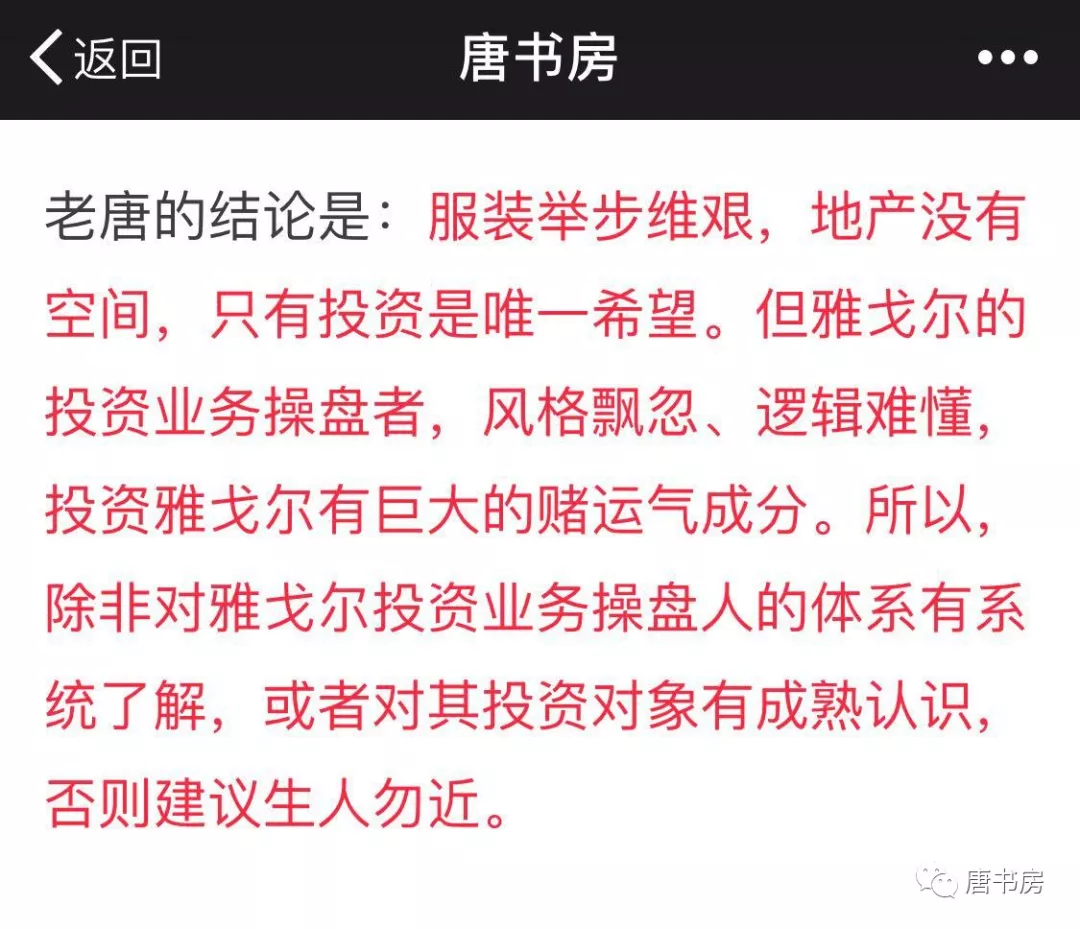 返回
唐书房
老唐的结论是：服装举步维艰，地产没有
空间，只有投资是唯一希望。但雅戈尔的
投资业务操盘者，风格飘忽、逻辑难懂，
投资雅戈尔有巨大的赌运气成分。所以，
除非对雅戈尔投资业务操盘人的体系有系
统了解，或者对其投资对象有成熟认识，
否则建议生人勿近。
唐书房